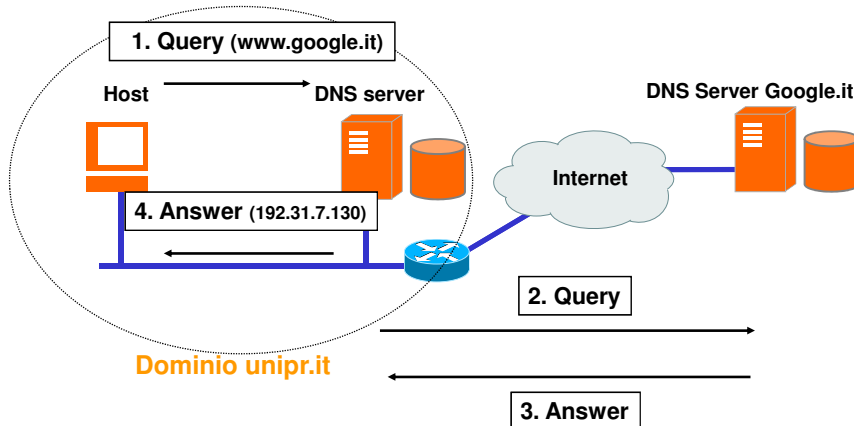 1. Query (www.google.it)
Host
DNS server
DNS Server Google.it
Internet
4. Answer (192.31.7.130)
2. Query
Dominio unipr.it
3. Answer